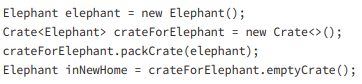 Elephant elephant = new Elephant();
Crate<Elephant> crateForElephant = new Crate<>();
crateForElephant.packCrate(elephant);
Elephant inNewHome = crateForElephant.emptyCrate();